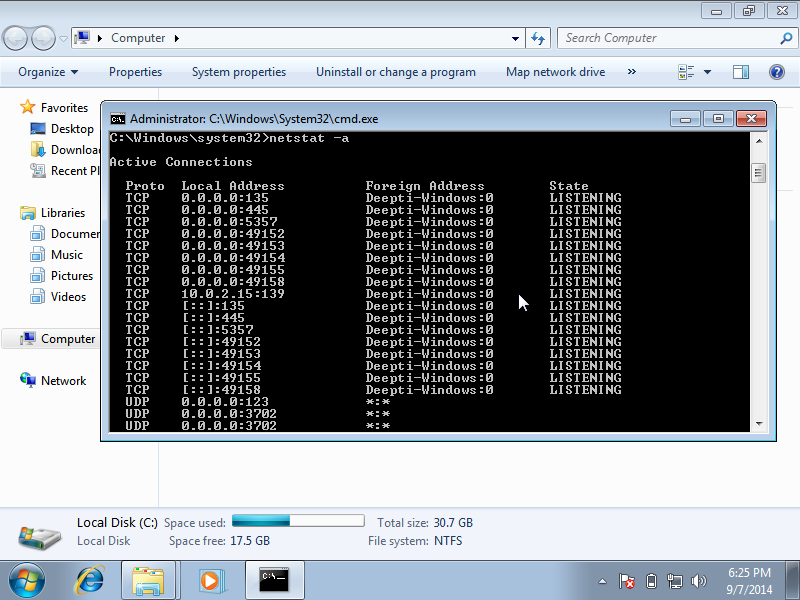 Computer
Search Computer
Organize
Properties
System properties
Uninstall or change a program
Map network drive
»
Favorites
Desktop
Recent Pl
Libraries
Music
Pictures
Videos
Computer
Network
Administrator: C:\Windows\System32\cmd.exe
C:\Windows\system32>netstat -a
Active Connections
Proto Local Address Foreign Address State
TCP 0.0.0.0:135 Deepti-Windows:0 LISTENING
TCP 0.0.0.0:445 Deepti-Windows:0 LISTENING
TCP 0.0.0.0:5357 Deepti-Windows:0 LISTENING
TCP 0.0.0.0:49152 Deepti-Windows:0 LISTENING
TCP 0.0.0.0:49153 Deepti-Windows:0 LISTENING
TCP 0.0.0.0:49154 Deepti-Windows:0 LISTENING
TCP 0.0.0.0:49155 Deepti-Windows:0 LISTENING
TCP 0.0.0.0:49158 Deepti-Windows:0 LISTENING
TCP 10.0.2.15:139 Deepti-Windows:0 LISTENING
TCP [::]:135 Deepti-Windows:0 LISTENING
TCP [::]:445 Deepti-Windows:0 LISTENING
TCP [::]:5357 Deepti-Windows:0 LISTENING
TCP [::]:49152 Deepti-Windows:0 LISTENING
TCP [::]:49153 Deepti-Windows:0 LISTENING
TCP [::]:49154 Deepti-Windows:0 LISTENING
TCP [::]:49155 Deepti-Windows:0 LISTENING
TCP [::]:49158 Deepti-Windows:0 LISTENING
UDP 0.0.0.0:123 *:*
UDP 0.0.0.0:3702 *:*
UDP 0.0.0.0:3702 *:*
Local Disk (C:) Space used: Total size: 30.7 GB
Local Disk Space free: 17.5 GB File system: NTFS
C:\_
6:25 PM
9/7/2014